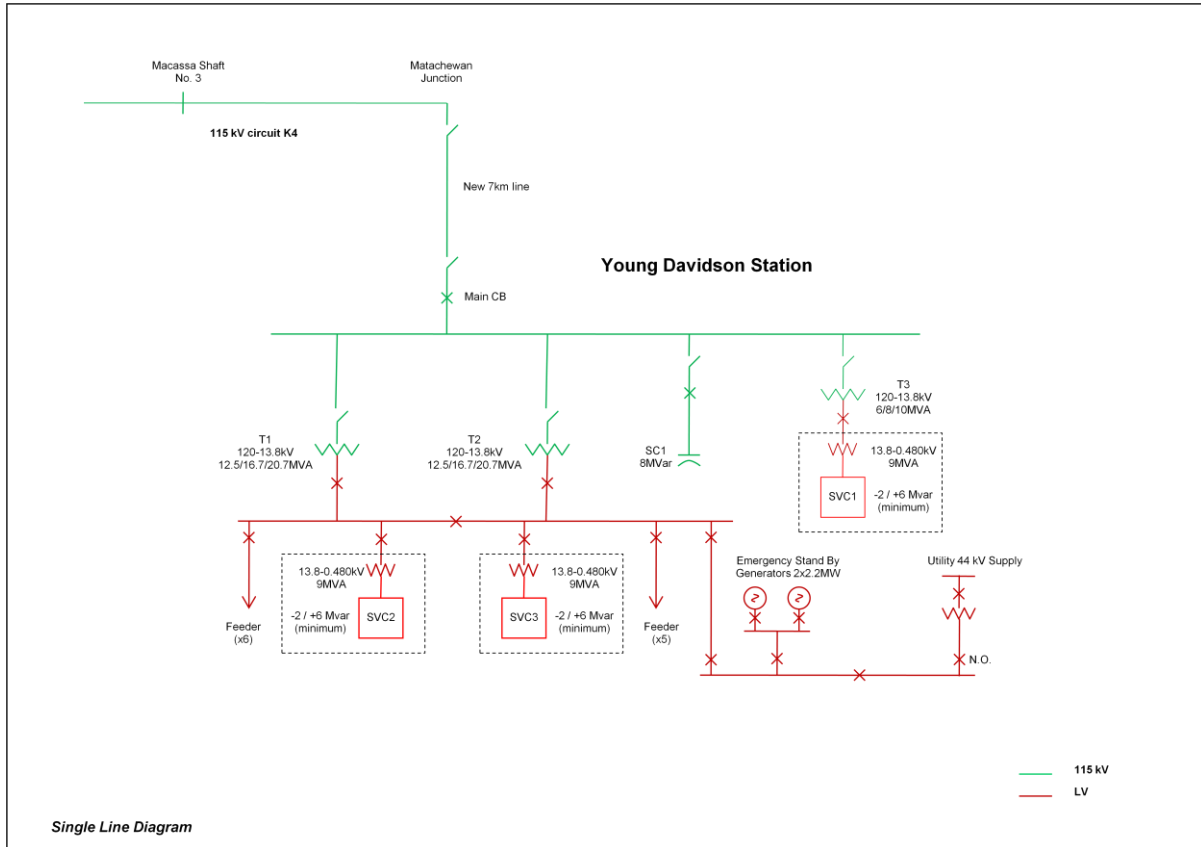 Macassa Shaft
No. 3
Matachewan
Junction
115 kV circuit K4
New 7km line
Young Davidson Station
Main CB
T1
120-13.8kV
12.5/16.7/20.7MVA
T2
120-13.8kV
12.5/16.7/20.7MVA
SC1
8MVar
T3
120-13.8kV
6/8/10MVA
13.8-0.480kV
9MVA
SVC1
-2 / +6 Mvar
(minimum)
Feeder
(x6)
13.8-0.480kV
9MVA
-2 / +6 Mvar
(minimum)
SVC2
13.8-0.480kV
9MVA
SVC3
-2 / +6 Mvar
(minimum)
Feeder
(x5)
Emergency Stand By
Generators 2x2.2MW
Utility 44 kV Supply
N.O.
115 kV
LV
Single Line Diagram